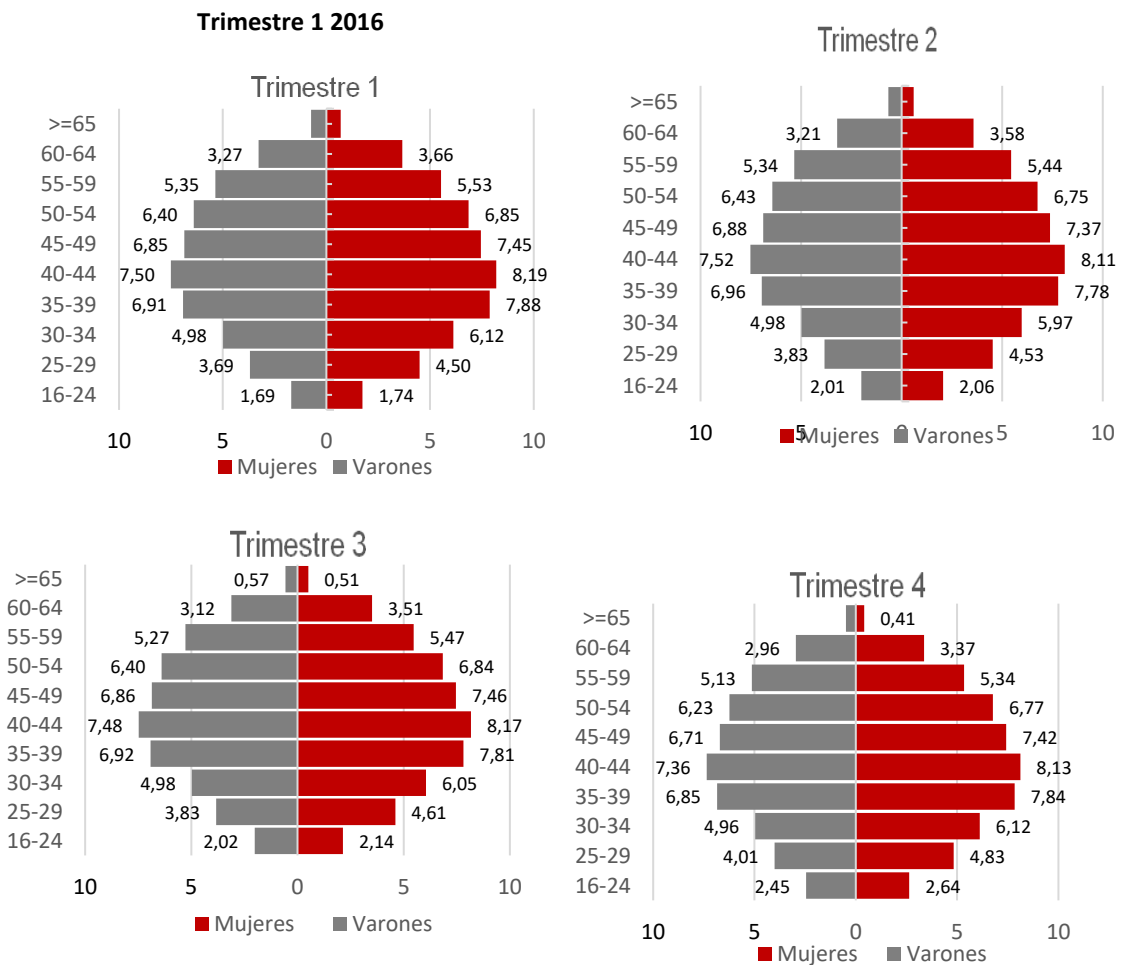 Trimestre 1 2016
Trimestre 1
>=65
60-64 3,27 3,66
55-59 5,35 5,53
50-54 6,40 6,85
45-49 6,85 7,45
40-44 7,50 8,19
35-39 6,91 7,88
30-34 4,98 6,12
25-29 3,69 4,50
16-24 1,69 1,74
10 5 0 5 10
Mujeres Varones
Trimestre 2
>=65
60-64 3,21 3,58
55-59 5,34 5,44
50-54 6,43 6,75
45-49 6,88 7,37
40-44 7,52 8,11
35-39 6,96 7,78
30-34 4,98 5,97
25-29 3,83 4,53
16-24 2,01 2,06
10 5 0 5 10
Mujeres Varones
Trimestre 3
>=65 0,57 0,51
60-64 3,12 3,51
55-59 5,27 5,47
50-54 6,40 6,84
45-49 6,86 7,46
40-44 7,48 8,17
35-39 6,92 7,81
30-34 4,98 6,05
25-29 3,83 4,61
16-24 2,02 2,14
10 5 0 5 10
Mujeres Varones
Trimestre 4
>=65 0,41
60-64 2,96 3,37
55-59 5,13 5,34
50-54 6,23 6,77
45-49 6,71 7,42
40-44 7,36 8,13
35-39 6,85 7,84
30-34 4,96 6,12
25-29 4,01 4,83
16-24 2,45 2,64
10 5 0 5 10
Mujeres Varones